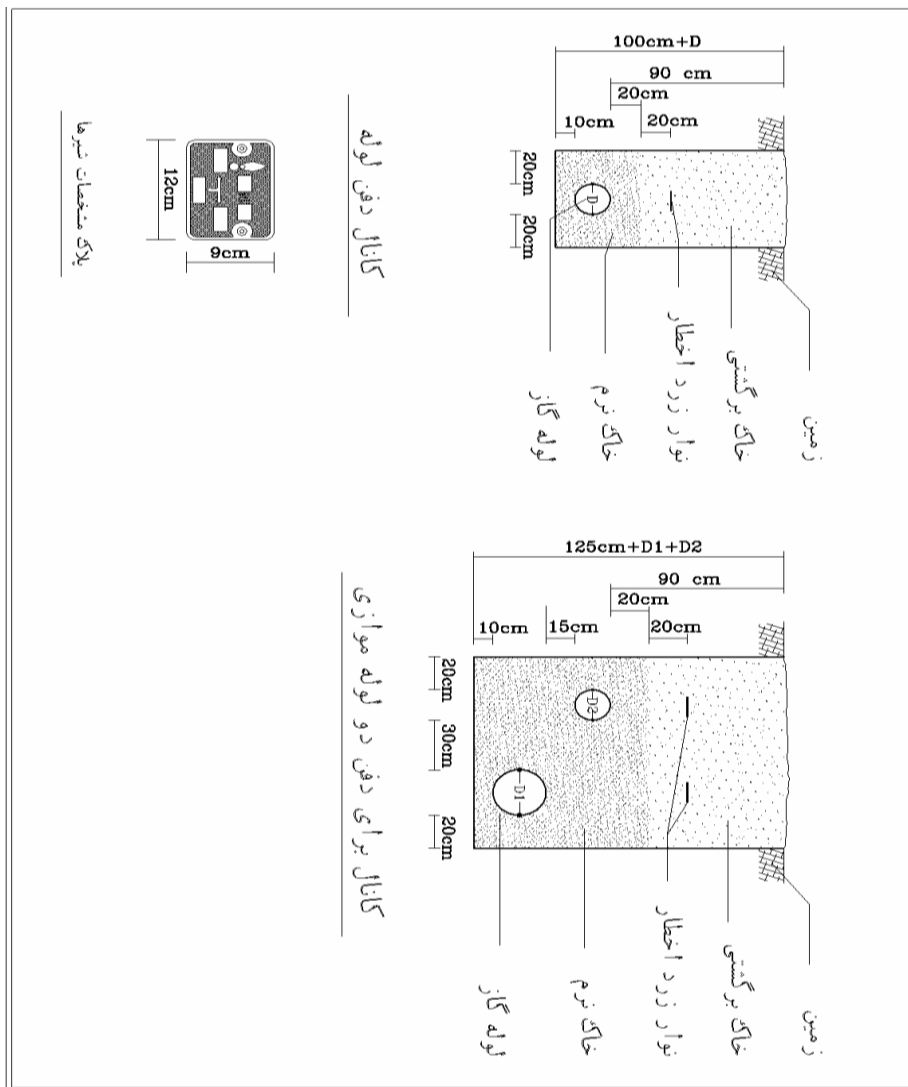 100cm+D
90 cm
20cm
20cm
10cm
20cm
20cm
D
زمین
خاک برگشتی
نوار زرد اخطار
خاک نرم
لوله گاز
کانال دفن لوله
12cm
9cm
پلاک مشخصات شیرها
125cm+D1+D2
90 cm
20cm
20cm
15cm
10cm
20cm
30cm
20cm
D2
D1
زمین
خاک برگشتی
نوار زرد اخطار
خاک نرم
لوله گاز
کانال برای دفن دو لوله موازی